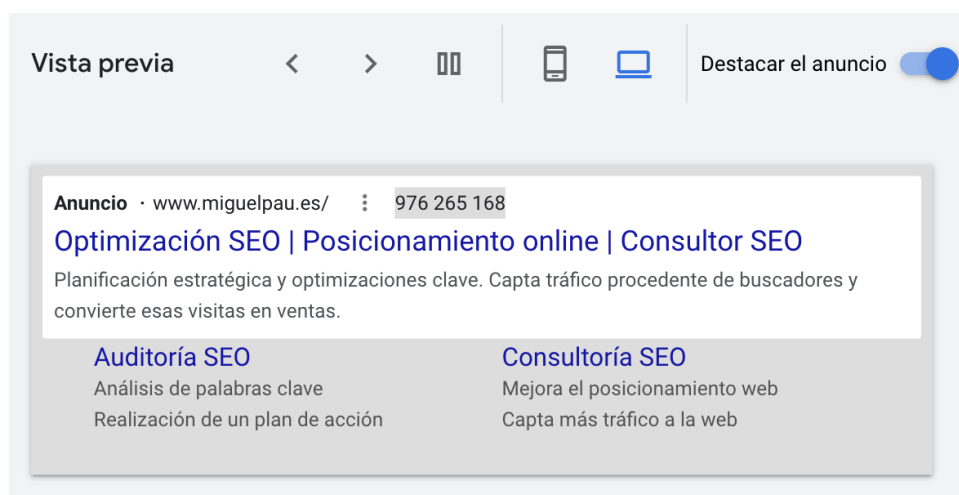 Vista previa
Destacar el anuncio
Anuncio · www.miguelpau.es/ 976 265 168
Optimización SEO | Posicionamiento online | Consultor SEO
Planificación estratégica y optimizaciones clave. Capta tráfico procedente de buscadores y
convierte esas visitas en ventas.
Auditoría SEO
Análisis de palabras clave
Realización de un plan de acción
Consultoría SEO
Mejora el posicionamiento web
Capta más tráfico a la web